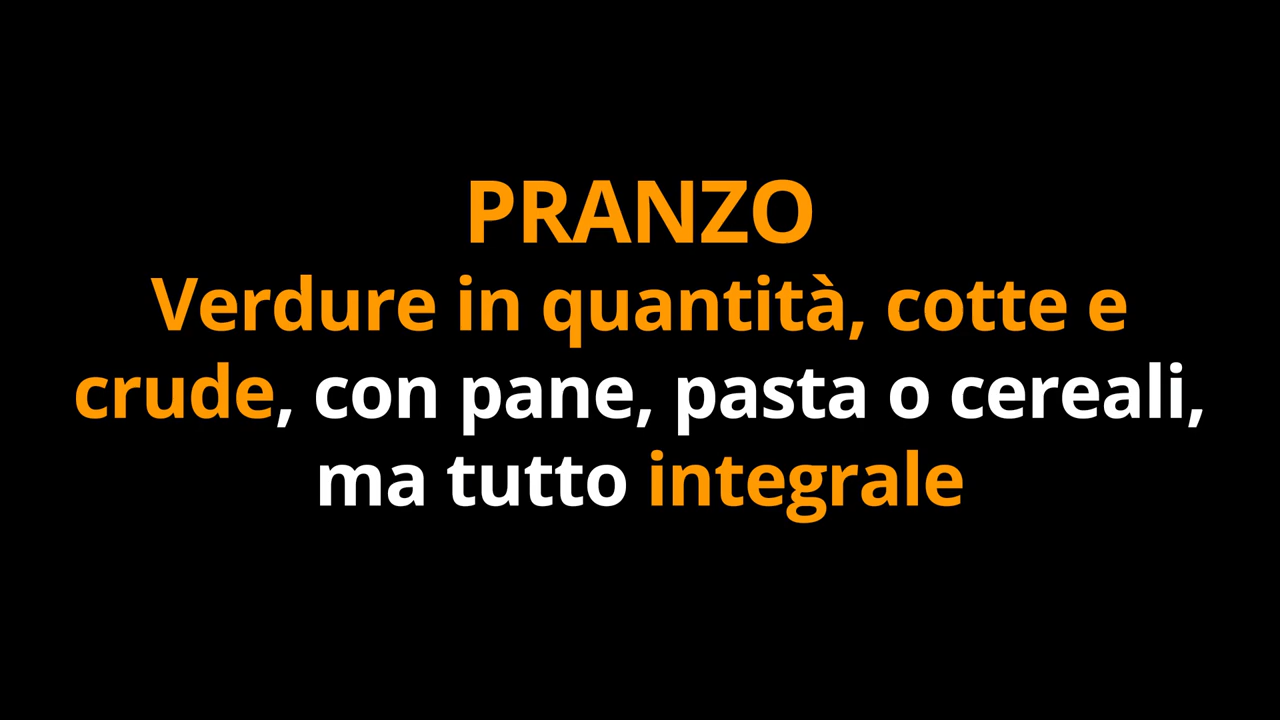 PRANZO
Verdure in quantità, cotte e
crude, con pane, pasta o cereali,
ma tutto integrale